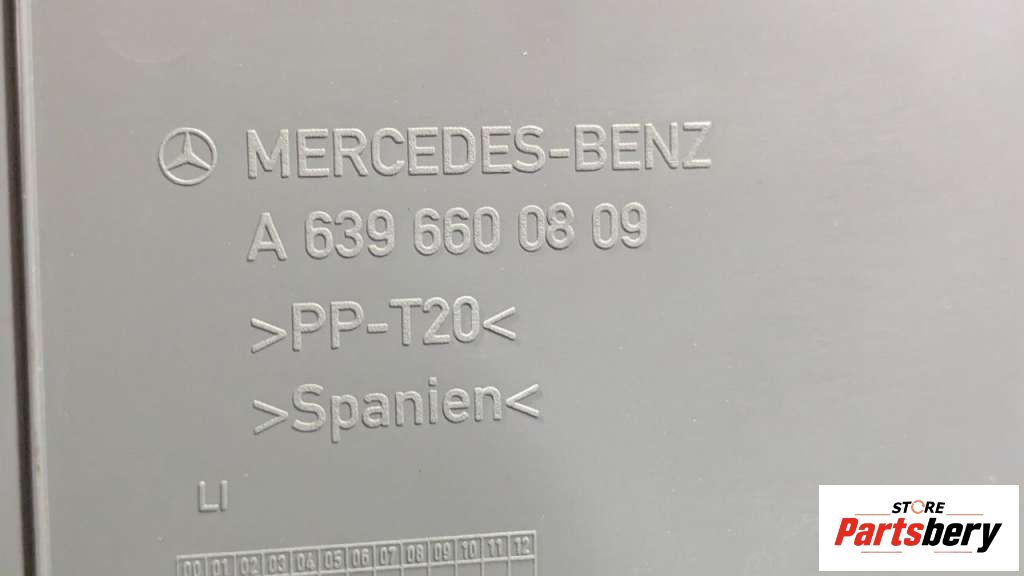 MERCEDES-BENZ
A 639 660 08 09
>PP-T20<
>Spanien<
LI
00 01 02 03 04 05 06 07 08 09 10 11 12
STORE
Partsbery